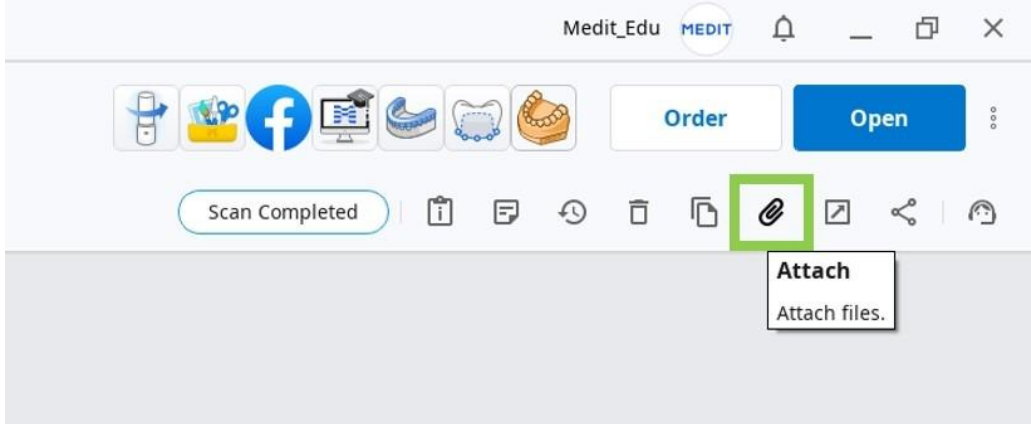 Medit_Edu MEDIT
Order Open
Scan Completed
Attach
Attach files.